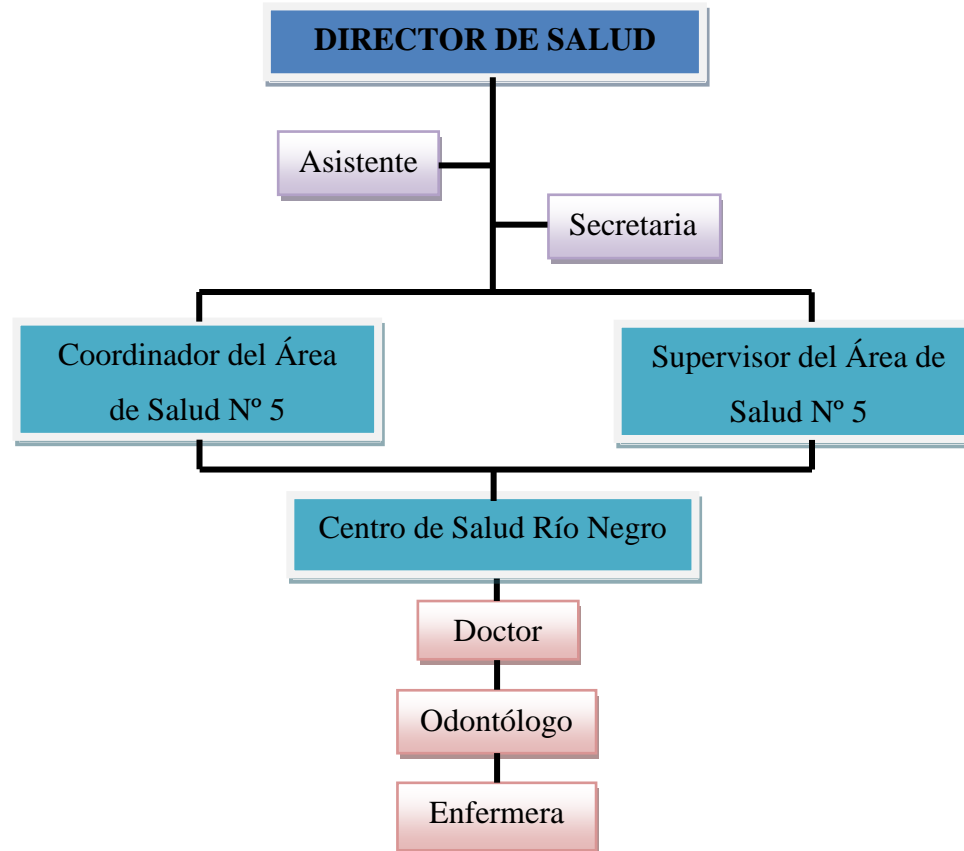 DIRECTOR DE SALUD
Asistente
Secretaria
Coordinador del Área
de Salud Nº 5
Supervisor del Área de
Salud Nº 5
Centro de Salud Río Negro
Doctor
Odontólogo
Enfermera